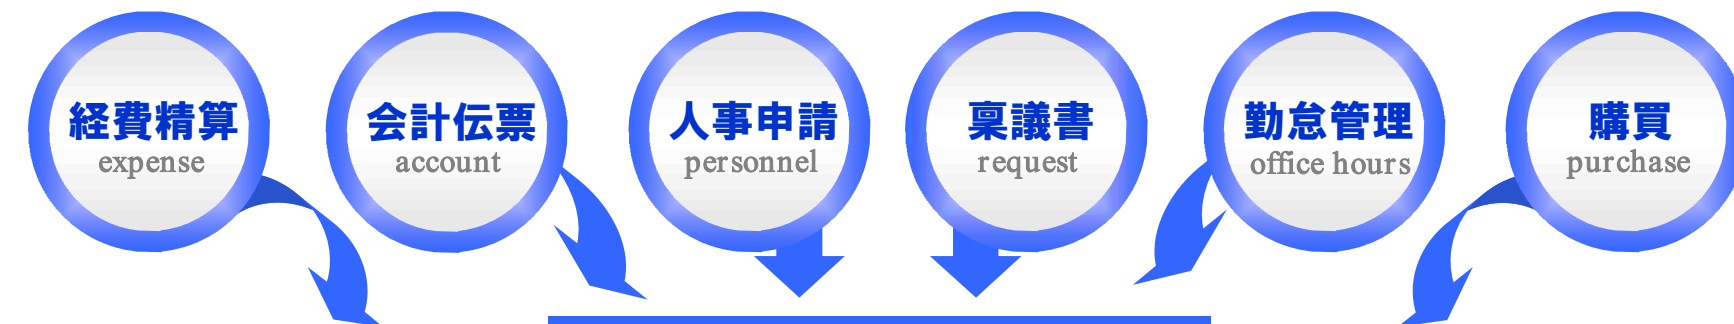 経費精算
expense
会計伝票
account
人事申請
personnel
稟議書
request
勤怠管理
office hours
購買
purchase